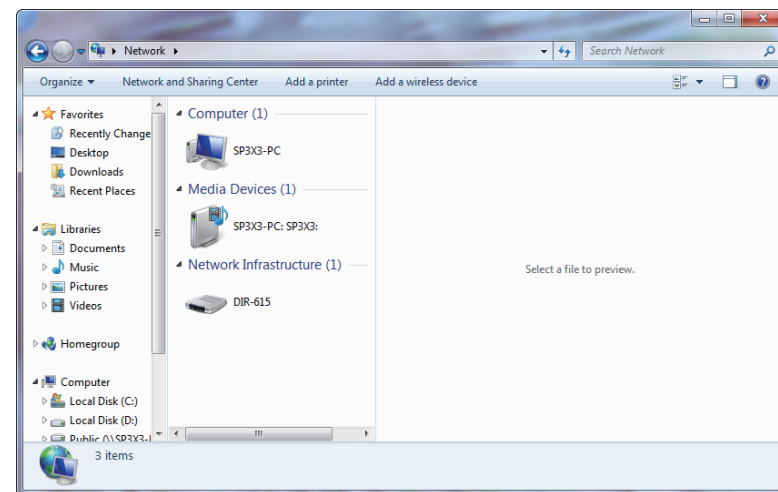 Network
Search Network
Organize
Network and Sharing Center
Add a printer
Add a wireless device
Favorites
Recently Change
Desktop
Downloads
Recent Places
Libraries
Documents
Music
Pictures
Videos
Homegroup
Computer
Local Disk (C:)
Local Disk (D:)
Public (\\SP3X3-
Computer (1)
SP3X3-PC
Media Devices (1)
SP3X3-PC: SP3X3:
Network Infrastructure (1)
DIR-615
Select a file to preview.
3 items